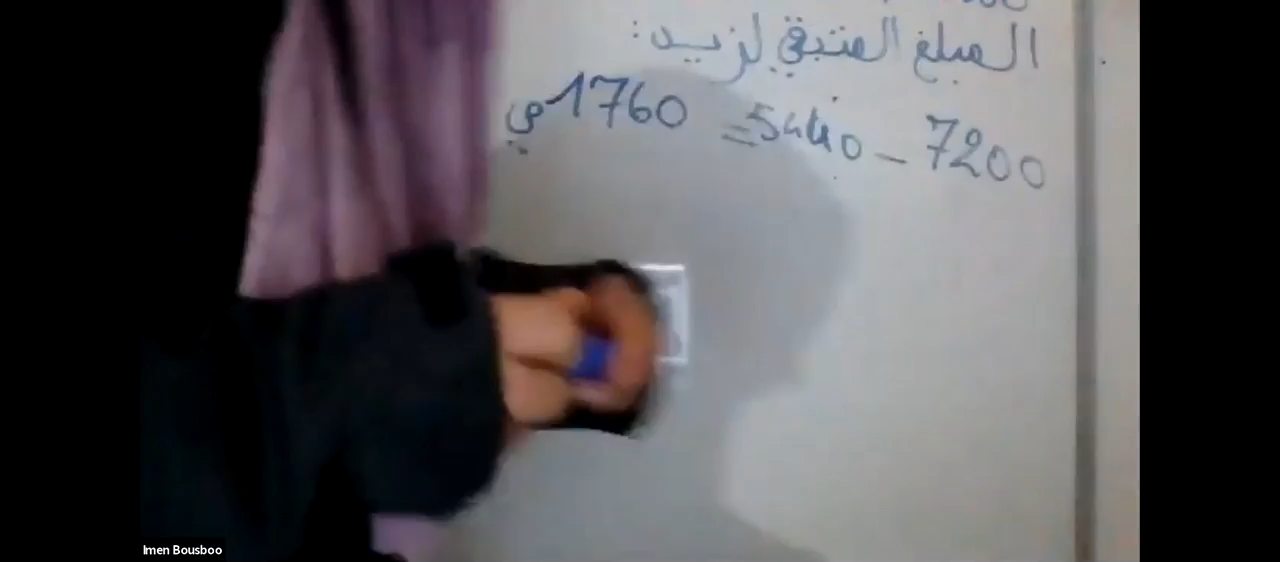 المبلغ المتبقي لزيد:
7200 - 5440 = 1760 مي
Imen Bousboo